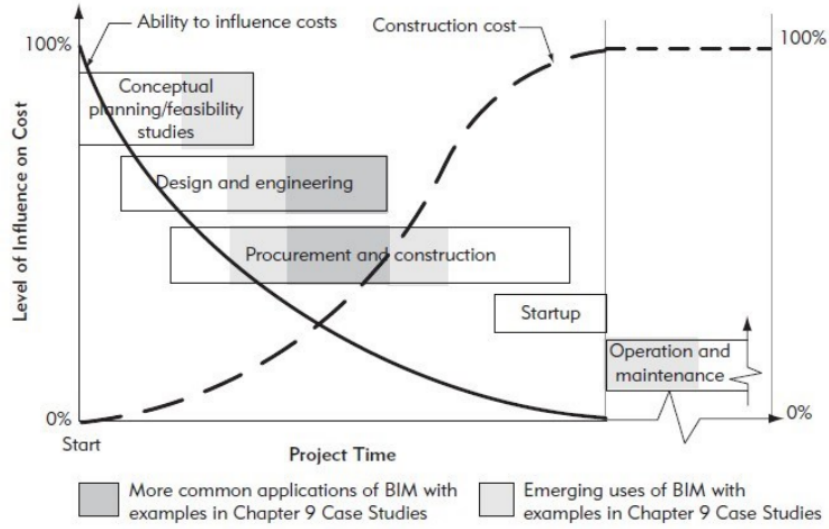 Ability to influence costs
Construction cost
100%
100%
Conceptual
planning/feasibility
studies
Design and engineering
Procurement and construction
Startup
Operation and
maintenance
Level of Influence on Cost
0%
0%
Start
Project Time
More common applications of BIM with
examples in Chapter 9 Case Studies
Emerging uses of BIM with
examples in Chapter 9 Case Studies